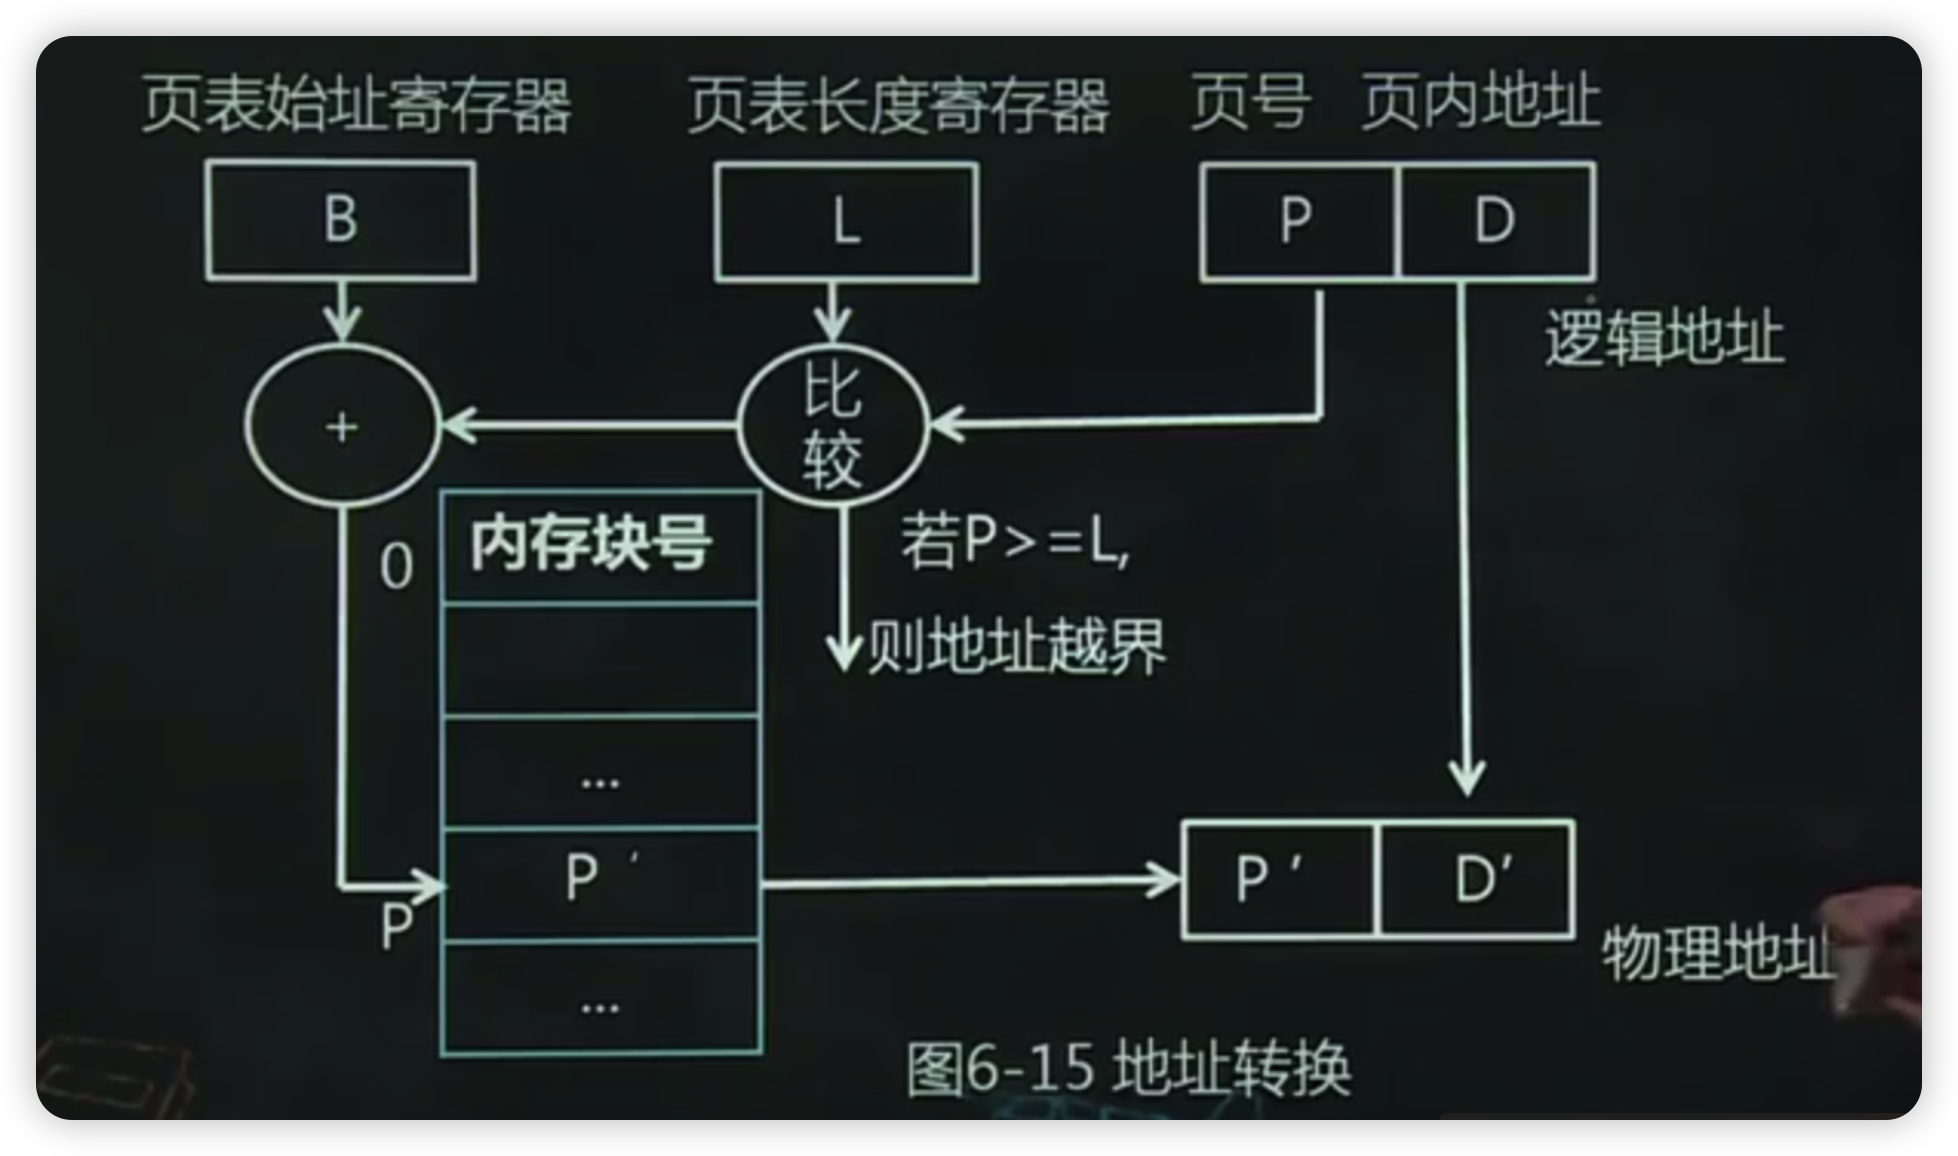 页表始址寄存器 页表长度寄存器 页号 页内地址
B L P D
逻辑地址
+ 比较
0 内存块号 若P>=L,
则地址越界
...
P P ′ P ′ D′
物理地址
...
图6-15 地址转换